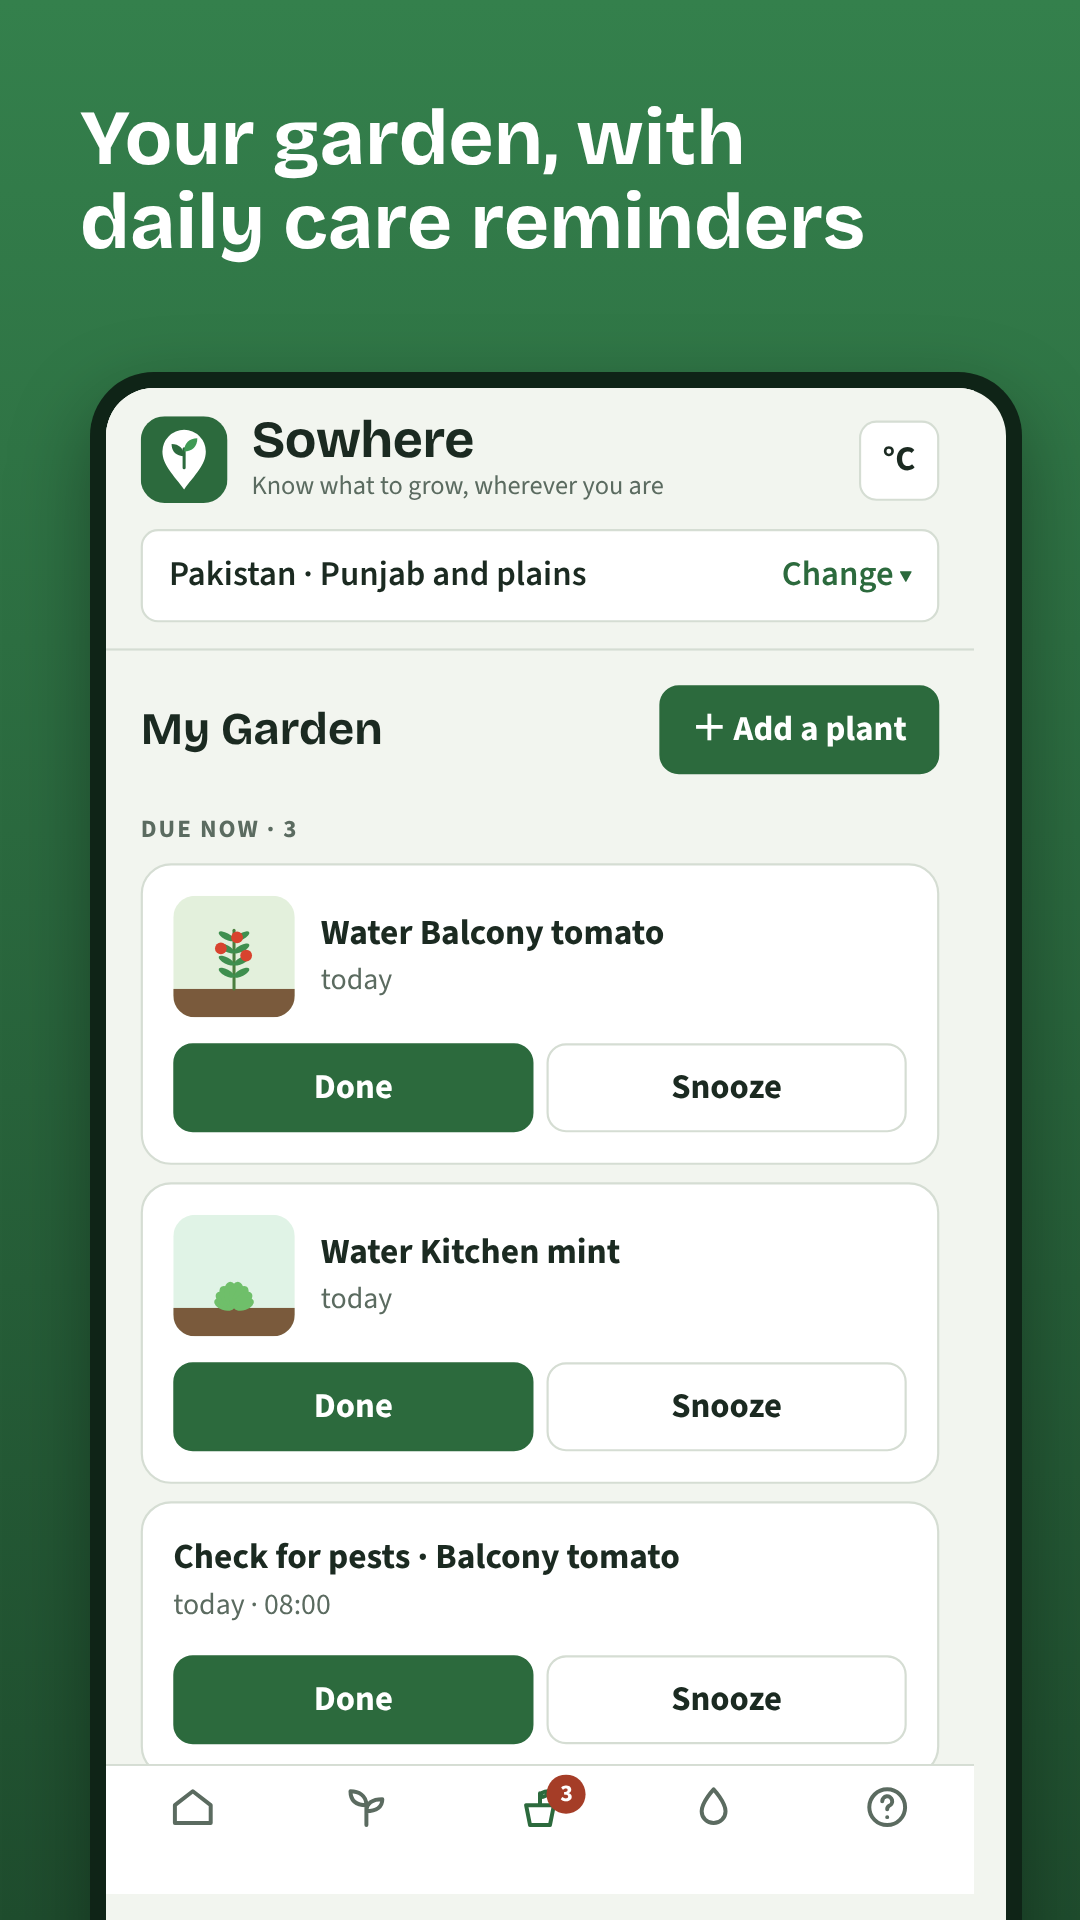 Your garden, with
daily care reminders
Sowhere
Know what to grow, wherever you are
°C
Pakistan · Punjab and plains
Change ▾
My Garden
+ Add a plant
DUE NOW · 3
Water Balcony tomato
today
Done
Snooze
Water Kitchen mint
today
Done
Snooze
Check for pests · Balcony tomato
today · 08:00
Done
Snooze
3